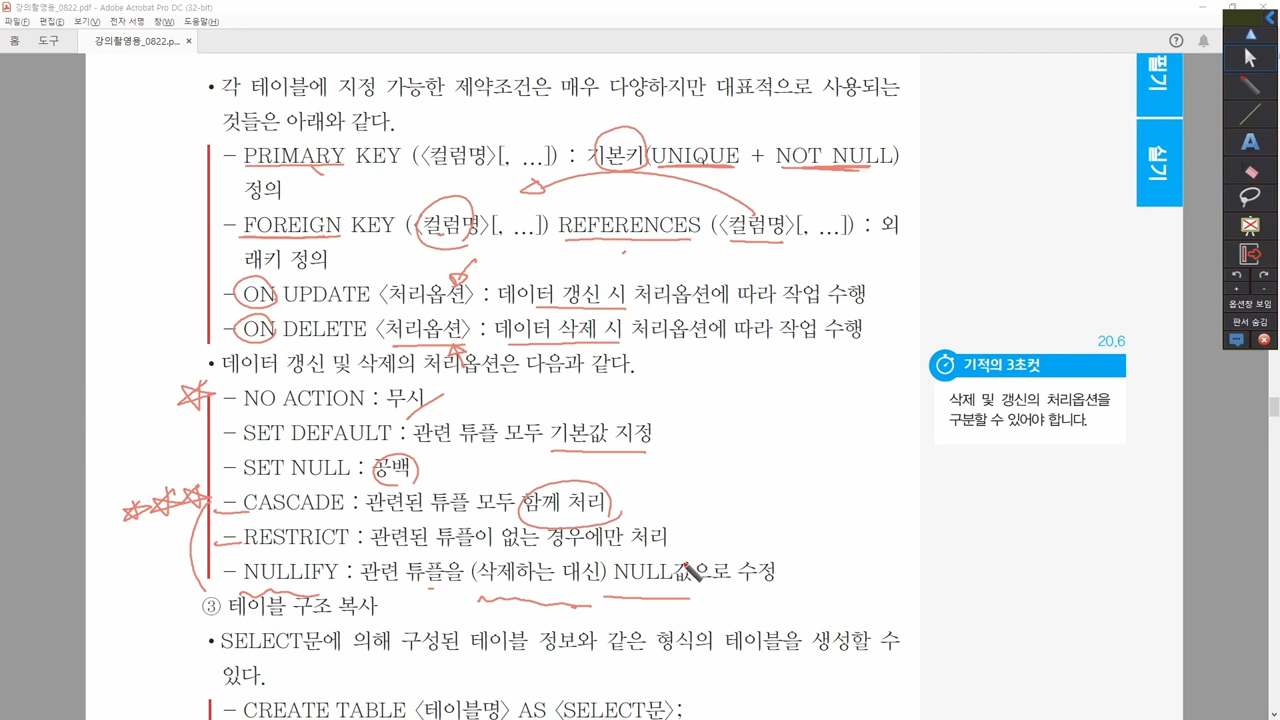 강의촬영용_0822.pdf - Adobe Acrobat Pro DC (32-bit)
파일(F) 편집(E) 보기(V) 전자 서명 창(W) 도움말(H)
홈 도구 강의촬영용_0822.p... ×
• 각 테이블에 지정 가능한 제약조건은 매우 다양하지만 대표적으로 사용되는
것들은 아래와 같다.
– PRIMARY KEY (〈컬럼명〉[, …]) : 기본키(UNIQUE + NOT NULL)
정의
– FOREIGN KEY (〈컬럼명〉[, …]) REFERENCES (〈컬럼명〉[, …]) : 외
래키 정의
– ON UPDATE 〈처리옵션〉 : 데이터 갱신 시 처리옵션에 따라 작업 수행
– ON DELETE 〈처리옵션〉 : 데이터 삭제 시 처리옵션에 따라 작업 수행
• 데이터 갱신 및 삭제의 처리옵션은 다음과 같다.
– NO ACTION : 무시
– SET DEFAULT : 관련 튜플 모두 기본값 지정
– SET NULL : 공백
– CASCADE : 관련된 튜플 모두 함께 처리
– RESTRICT : 관련된 튜플이 없는 경우에만 처리
– NULLIFY : 관련 튜플을 (삭제하는 대신) NULL값으로 수정
③ 테이블 구조 복사
• SELECT문에 의해 구성된 테이블 정보와 같은 형식의 테이블을 생성할 수
있다.
– CREATE TABLE 〈테이블명〉 AS 〈SELECT문〉;
필기
실기
20.6
기적의 3초컷
삭제 및 갱신의 처리옵션을
구분할 수 있어야 합니다.
옵션창 보임
판서 숨김